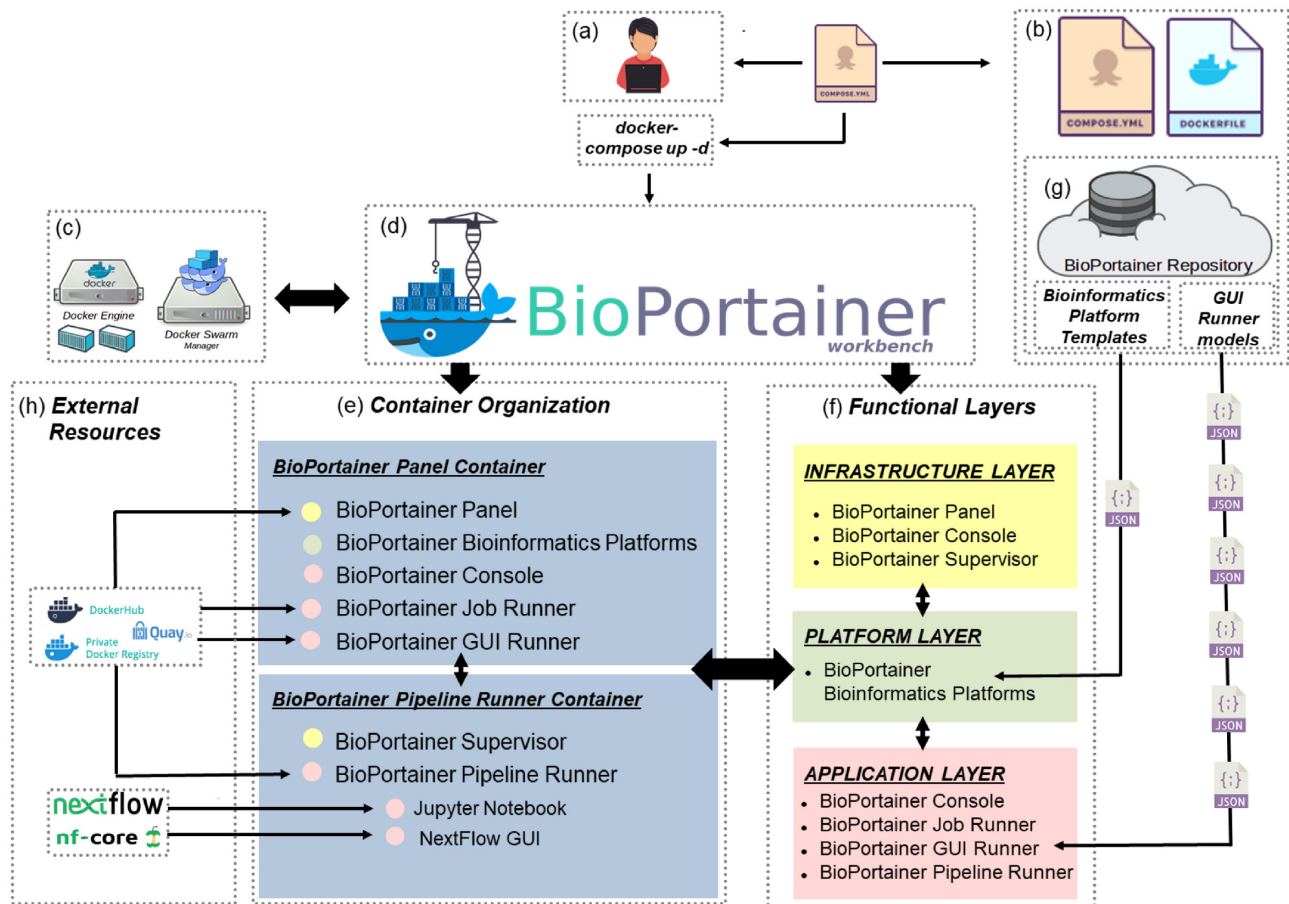 (a)
COMPOSE.YML
docker-
compose up -d
(b)
COMPOSE.YML
DOCKERFILE
(g)
BioPortainer Repository
Bioinformatics
Platform
Templates
GUI
Runner
models
(c)
docker
Docker Engine
Docker Swarm
Manager
(d)
BioPortainer
workbench
(h) External
Resources
DockerHub
Quay.io
Private
Docker Registry
nextflow
nf-core
(e) Container Organization
BioPortainer Panel Container
BioPortainer Panel
BioPortainer Bioinformatics Platforms
BioPortainer Console
BioPortainer Job Runner
BioPortainer GUI Runner
BioPortainer Pipeline Runner Container
BioPortainer Supervisor
BioPortainer Pipeline Runner
Jupyter Notebook
NextFlow GUI
(f) Functional Layers
INFRASTRUCTURE LAYER
• BioPortainer Panel
• BioPortainer Console
• BioPortainer Supervisor
PLATFORM LAYER
• BioPortainer
Bioinformatics Platforms
APPLICATION LAYER
• BioPortainer Console
• BioPortainer Job Runner
• BioPortainer GUI Runner
• BioPortainer Pipeline Runner
{;}
JSON
{;}
JSON
{;}
JSON
{;}
JSON
{;}
JSON
{;}
JSON
{;}
JSON